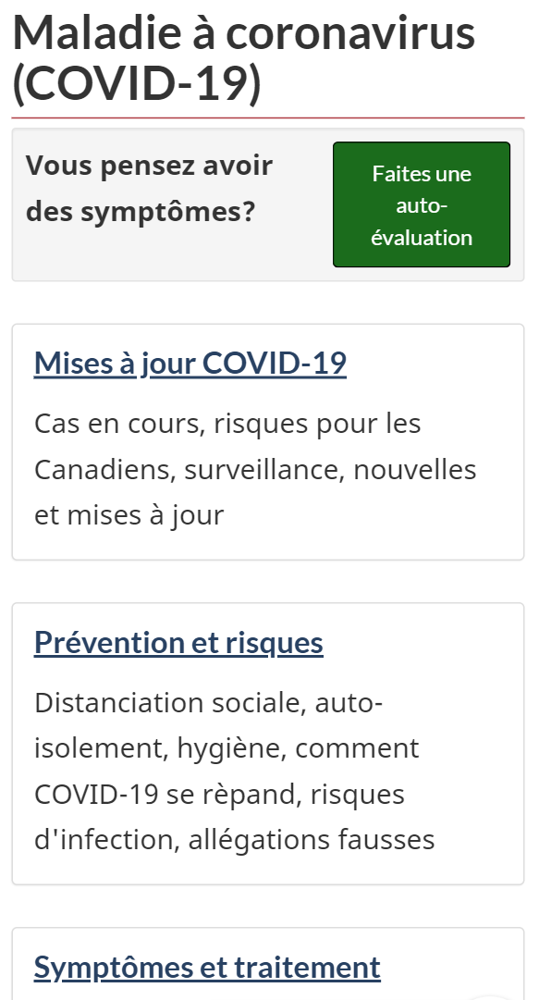 Maladie à coronavirus
(COVID-19)
Vous pensez avoir
des symptômes?
Faites une
auto-
évaluation
Mises à jour COVID-19
Cas en cours, risques pour les
Canadiens, surveillance, nouvelles
et mises à jour
Prévention et risques
Distanciation sociale, auto-
isolement, hygiène, comment
COVID-19 se rèpand, risques
d'infection, allégations fausses
Symptômes et traitement